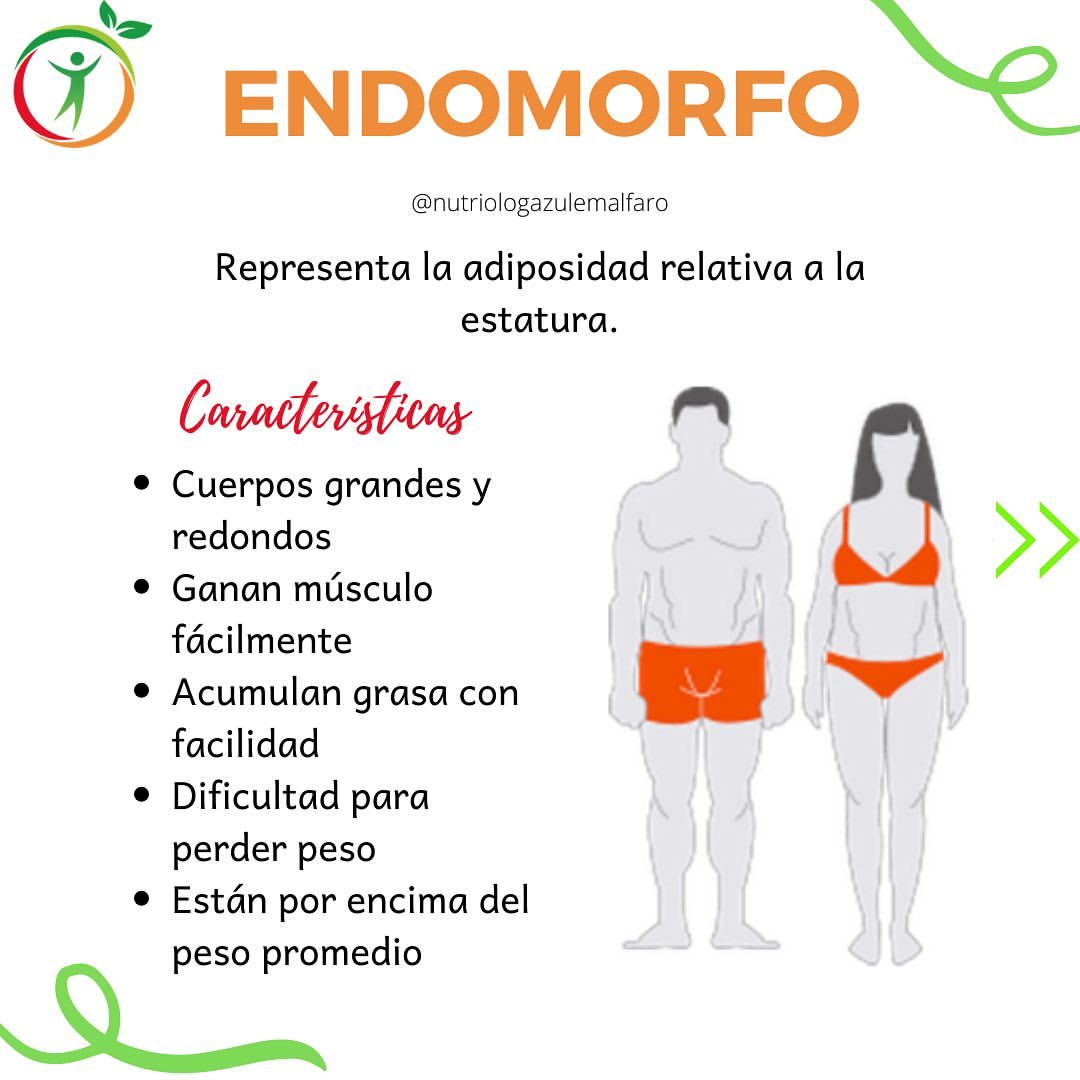 ENDOMORFO
@nutriologazulemalfaro
Representa la adiposidad relativa a la
estatura.
Características
• Cuerpos grandes y
redondos
• Ganan músculo
fácilmente
• Acumulan grasa con
facilidad
• Dificultad para
perder peso
• Están por encima del
peso promedio